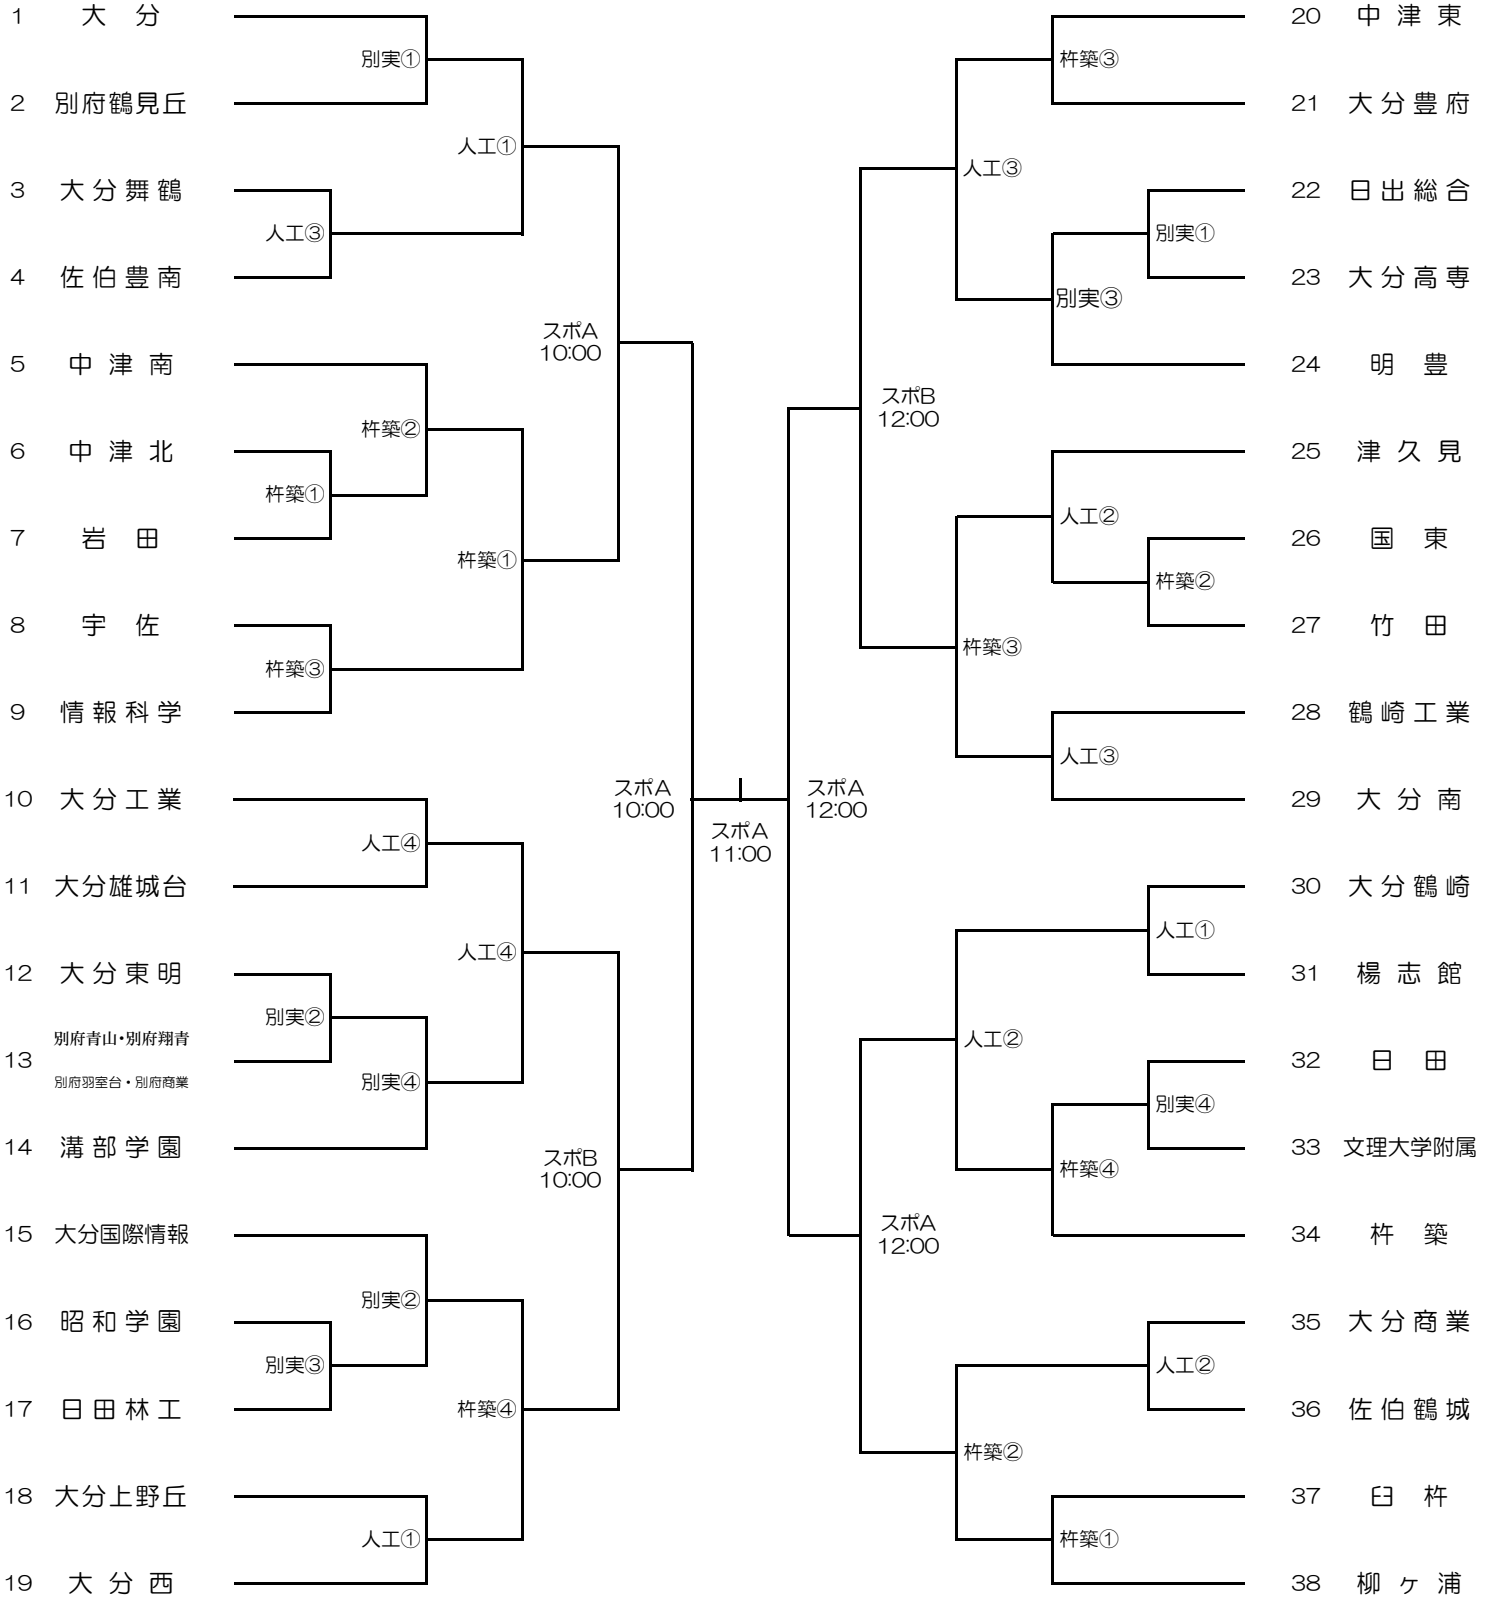 1 大分
別実①
2 別府鶴見丘
人工①
3 大分舞鶴
人工③
4 佐伯豊南
スポA
10:00
5 中津南
杵築②
6 中津北
杵築①
7 岩田
杵築①
8 宇佐
杵築③
9 情報科学
スポA
10:00
10 大分工業
人工④
11 大分雄城台
人工④
12 大分東明
別実②
別府青山・別府翔青
13
別府羽室台・別府商業
別実④
14 溝部学園
スポB
10:00
15 大分国際情報
別実②
16 昭和学園
別実③
17 日田林工
杵築④
18 大分上野丘
人工①
19 大分西
スポA
11:00
20 中津東
杵築③
21 大分豊府
人工③
22 日出総合
別実①
23 大分高専
別実③
24 明豊
スポB
12:00
25 津久見
人工②
26 国東
杵築②
27 竹田
杵築③
28 鶴崎工業
人工③
29 大分南
スポA
12:00
30 大分鶴崎
人工①
31 楊志館
人工②
32 日田
別実④
33 文理大学附属
杵築④
34 杵築
スポA
12:00
35 大分商業
人工②
36 佐伯鶴城
杵築②
37 臼杵
杵築①
38 柳ヶ浦